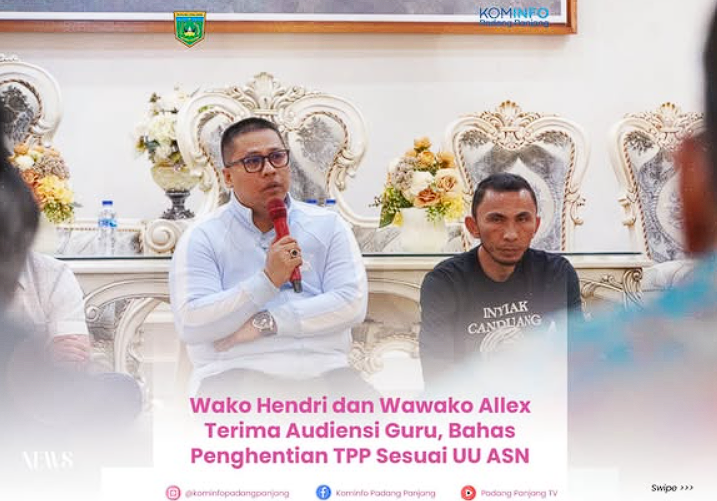 KOMINFO
Padang Panjang
INYIAK
CANDUANG
Wako Hendri dan Wawako Allex
Terima Audiensi Guru, Bahas
Penghentian TPP Sesuai UU ASN
NEWS
@kominfopadangpanjang
Kominfo Padang Panjang
Padang Panjang TV
Swipe >>>